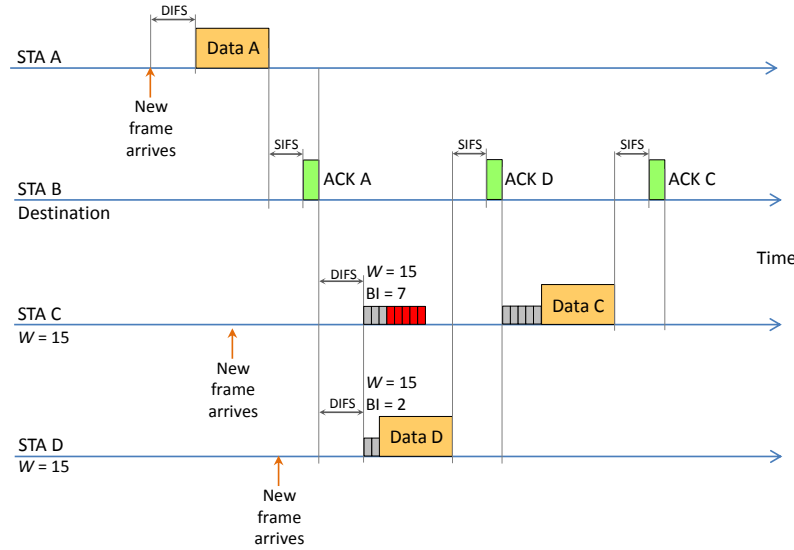 DIFS
Data A
STA A
New
frame
arrives
SIFS
SIFS
SIFS
ACK A
ACK D
ACK C
STA B
Destination
Time
DIFS
W = 15
BI = 7
Data C
STA C
W = 15
New
frame
arrives
W = 15
DIFS
BI = 2
Data D
STA D
W = 15
New
frame
arrives